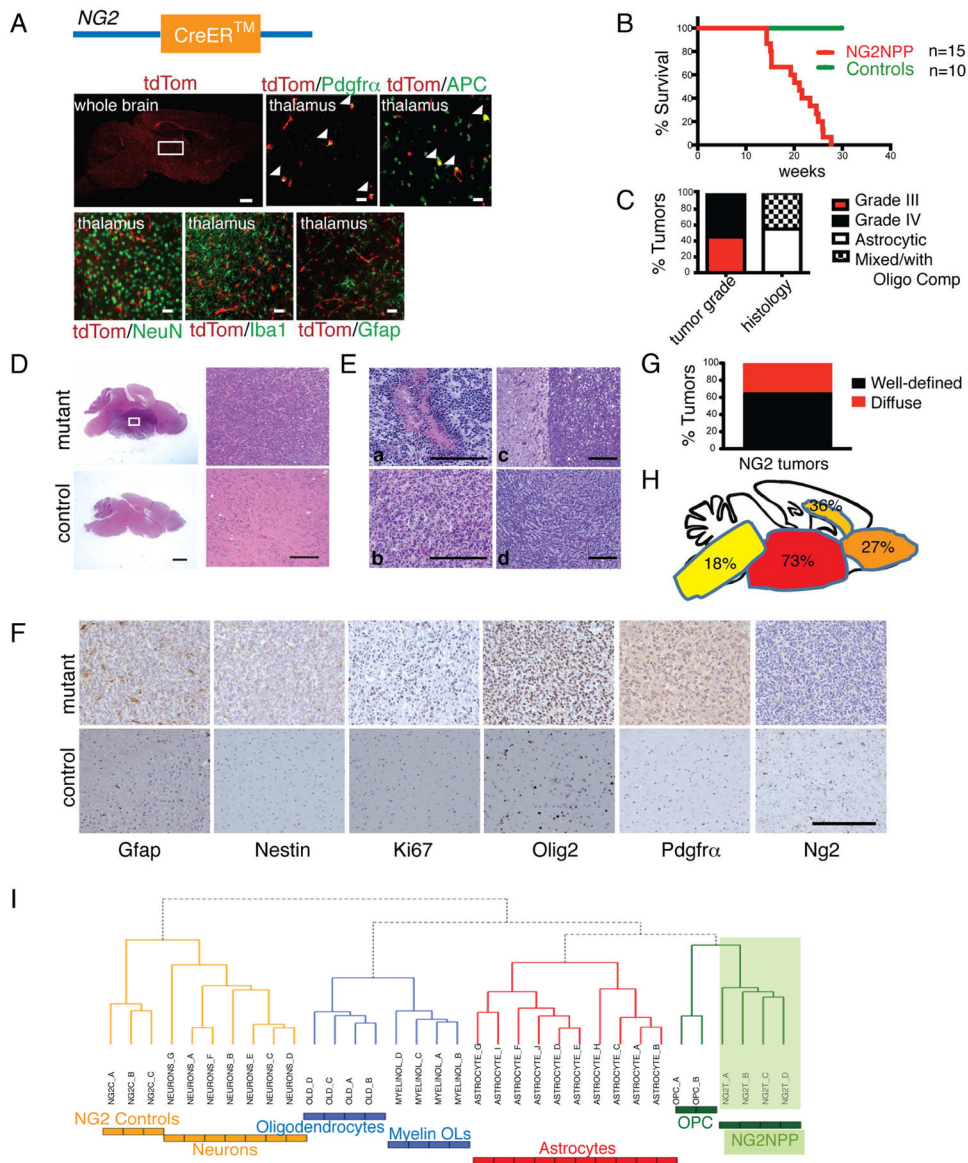 A
NG2
CreER™
tdTom
tdTom/Pdgfrα
tdTom/APC
whole brain
thalamus
thalamus
thalamus
thalamus
thalamus
tdTom/NeuN
tdTom/Iba1
tdTom/Gfap
B
% Survival
100
80
60
40
20
0
0
10
20
30
40
weeks
NG2NPP n=15
Controls n=10
C
% Tumors
100
80
60
40
20
0
tumor grade
histology
Grade III
Grade IV
Astrocytic
Mixed/with
Oligo Comp
D
mutant
control
E
a
c
b
d
G
% Tumors
100
80
60
40
20
0
NG2 tumors
Well-defined
Diffuse
H
36%
18%
73%
27%
F
mutant
control
Gfap
Nestin
Ki67
Olig2
Pdgfrα
Ng2
I
NG2C_A
NG2C_B
NG2C_C
NEURONS_G
NEURONS_A
NEURONS_F
NEURONS_B
NEURONS_E
NEURONS_C
NEURONS_D
OLD_D
OLD_C
OLD_A
OLD_B
MYELINOL_D
MYELINOL_C
MYELINOL_A
MYELINOL_B
ASTROCYTE_G
ASTROCYTE_I
ASTROCYTE_F
ASTROCYTE_J
ASTROCYTE_D
ASTROCYTE_E
ASTROCYTE_H
ASTROCYTE_C
ASTROCYTE_A
ASTROCYTE_B
OPC_A
OPC_B
NG2T_A
NG2T_B
NG2T_C
NG2T_D
NG2 Controls
Neurons
Oligodendrocytes
Myelin OLs
Astrocytes
OPC
NG2NPP